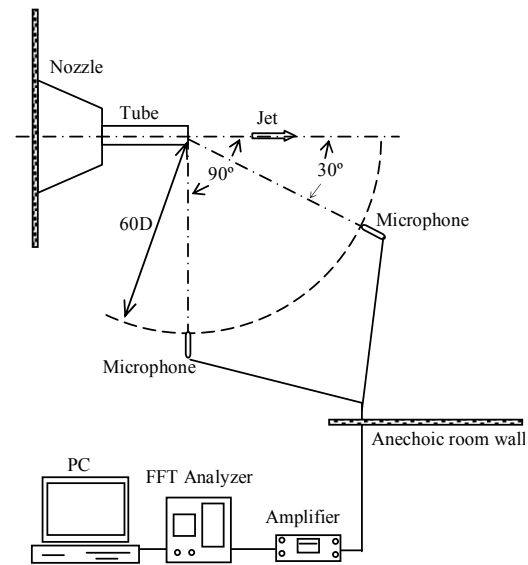 Nozzle
Tube
Jet
90º
30º
60D
Microphone
Microphone
Anechoic room wall
PC
FFT Analyzer
Amplifier